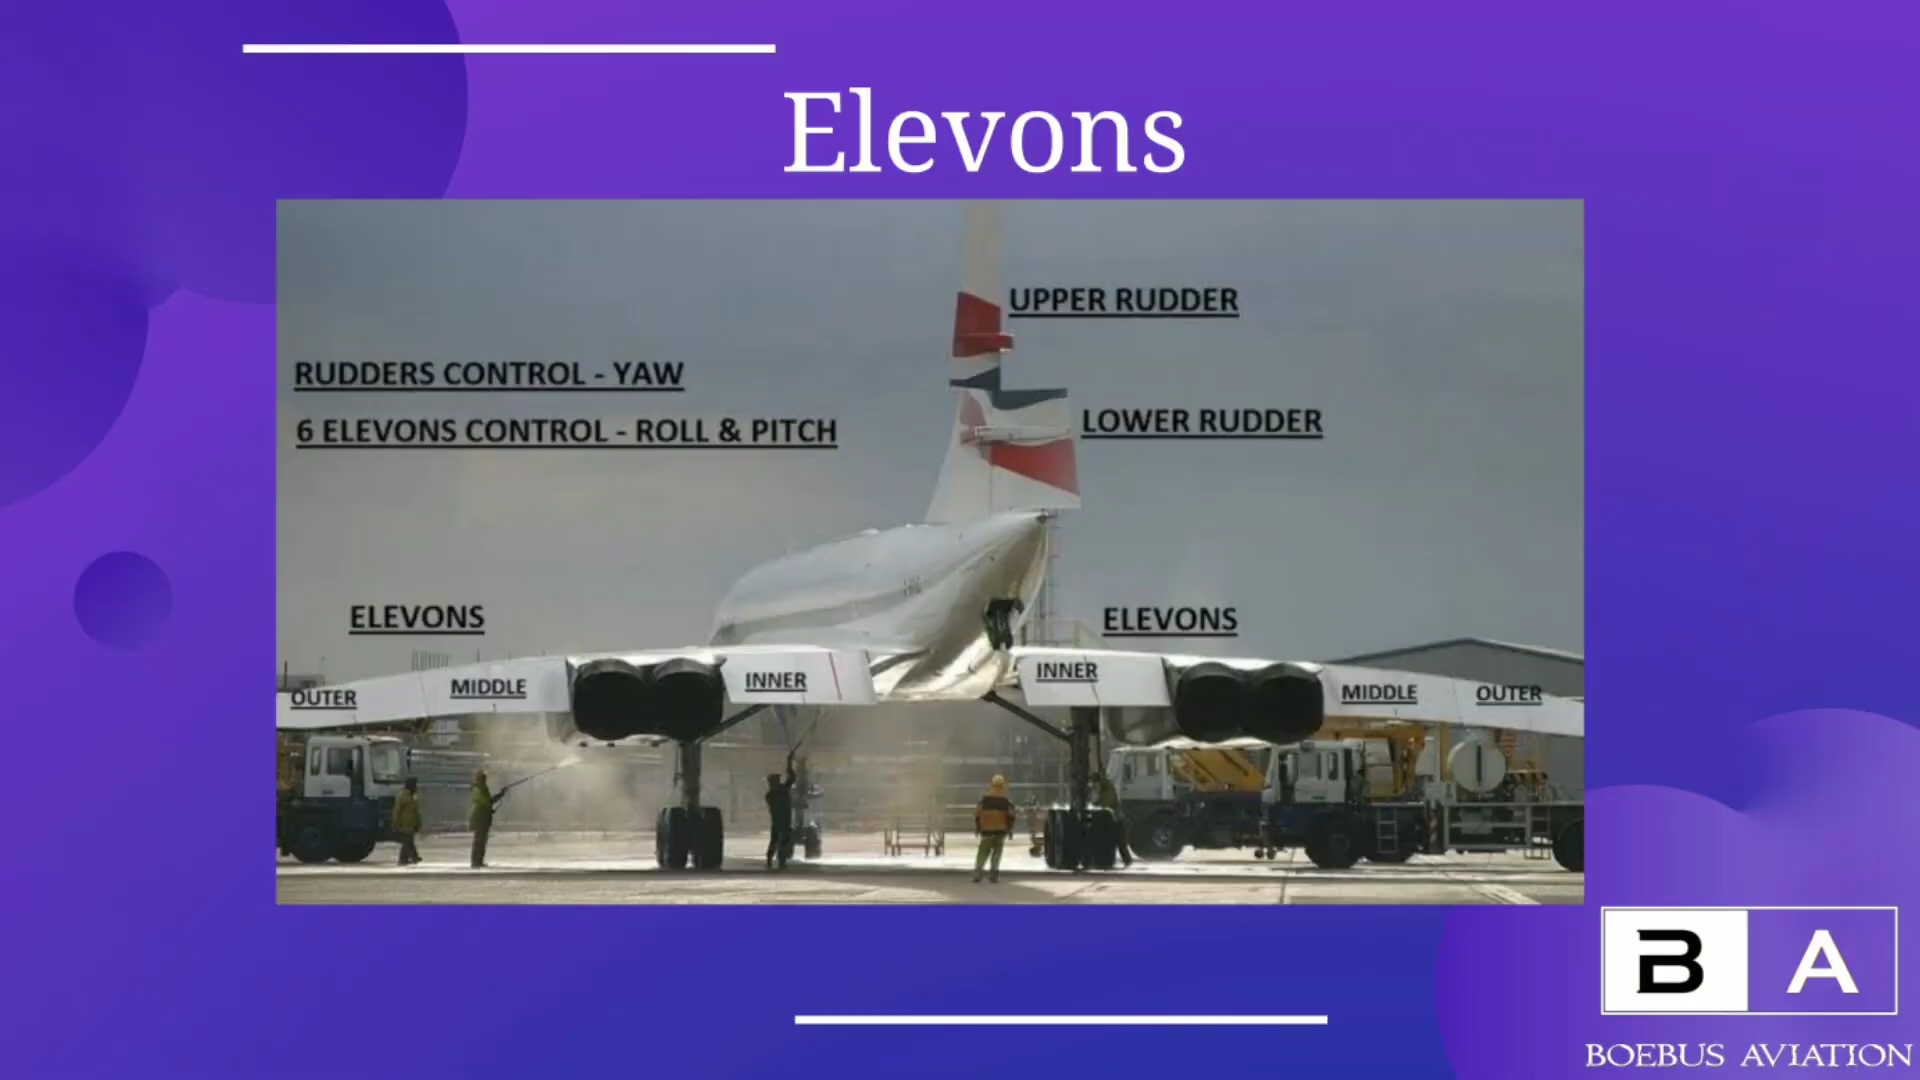 Elevons
UPPER RUDDER
RUDDERS CONTROL - YAW
LOWER RUDDER
6 ELEVONS CONTROL - ROLL & PITCH
ELEVONS
ELEVONS
OUTER
MIDDLE
INNER
INNER
MIDDLE
OUTER
B A
BOEBUS AVIATION